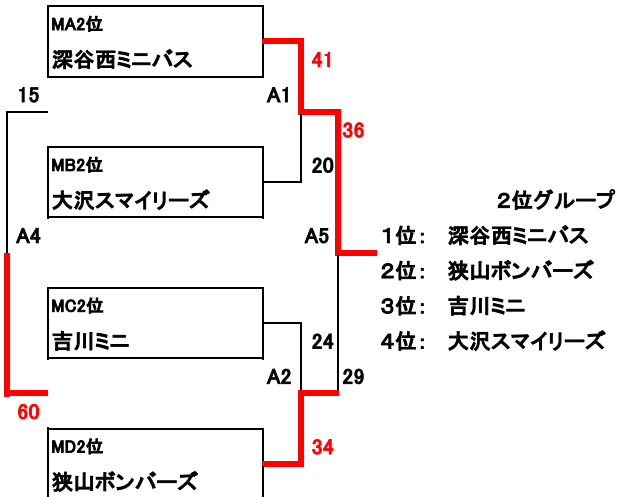 MA2位
深谷西ミニバス
41
15
A1
36
MB2位
20
大沢スマイリーズ
2位グループ
A4
A5
1位： 深谷西ミニバス
2位： 狭山ボンバーズ
MC2位
3位： 吉川ミニ
吉川ミニ
24
4位： 大沢スマイリーズ
A2
29
60
MD2位
34
狭山ボンバーズ